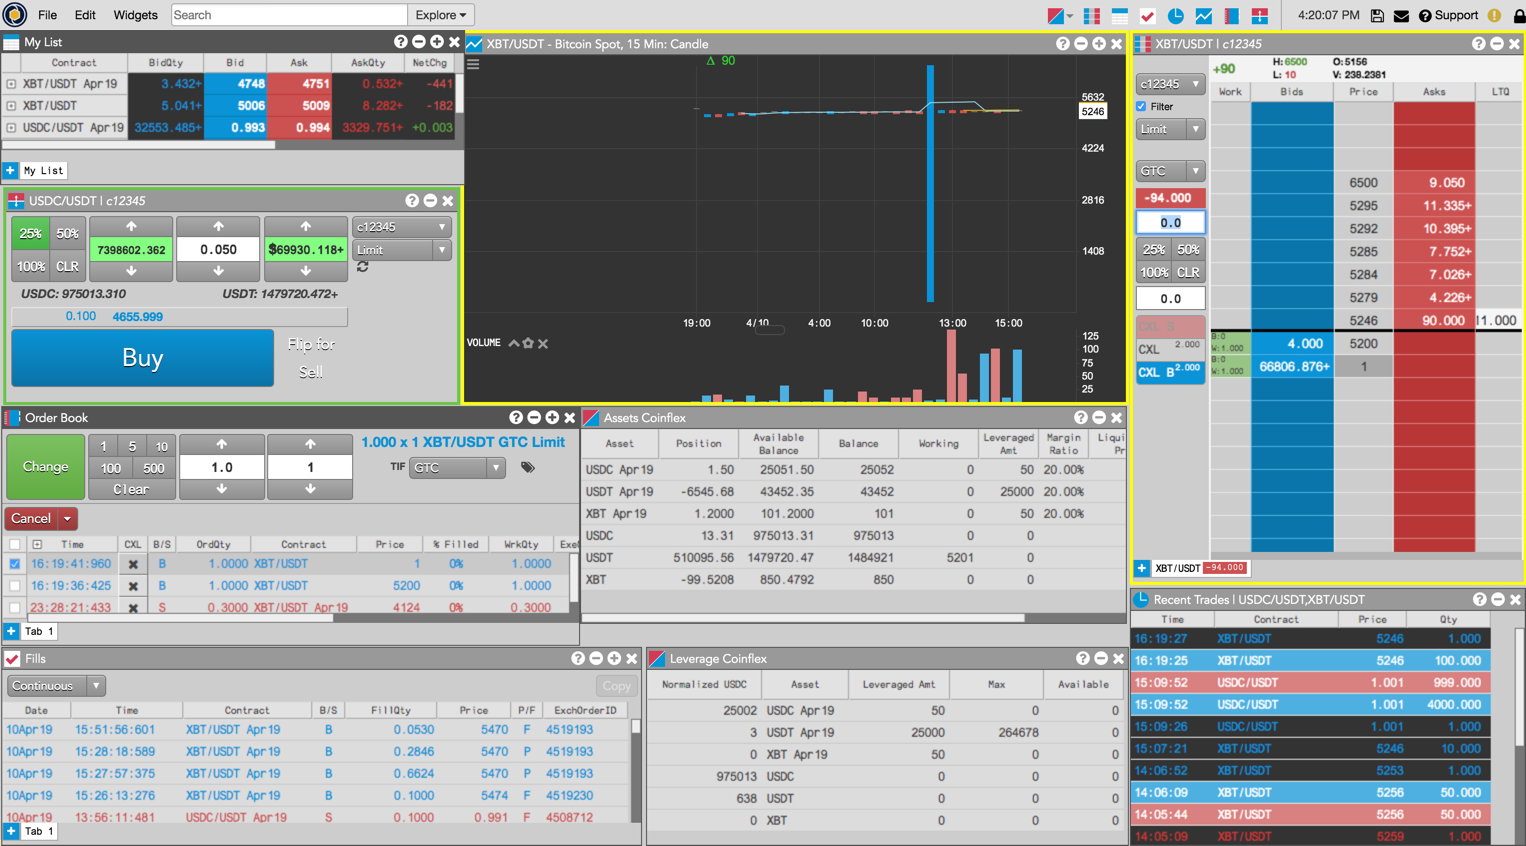 File Edit Widgets Search Explore 4:20:07 PM Support
My List
Contract BidQty Bid Ask AskQty NetChg
XBT/USDT Apr19 3.432+ 4748 4751 0.532+ -441
XBT/USDT 5.041+ 5006 5009 8.282+ -182
USDC/USDT Apr19 32553.485+ 0.993 0.994 3329.751+ +0.003
My List
USDC/USDT | c12345
25% 50% 100% CLR
7398602.362 0.050 $69930.118+
c12345
Limit
USDC: 975013.310 USDT: 1479720.472+
0.100 4655.999
Buy
Flip for
Sell
XBT/USDT - Bitcoin Spot, 15 Min: Candle
Δ 90
5632
5246
4224
2816
1408
19:00 4/10 4:00 10:00 13:00 15:00
VOLUME
125
100
75
50
25
XBT/USDT | c12345
c12345
Filter
Limit
GTC
-94.000
0.0
25% 50%
100% CLR
0.0
CXL 2.000
CXL B 2.000
+90 H: 6500 O: 5156
L: 10 V: 238.2381
Work Bids Price Asks LTQ
6500 9.050
5295 11.335+
5292 10.395+
5285 7.752+
5284 7.026+
5279 4.226+
5246 90.000 11.000
B:0 W:1.000 4.000 5200
B:0 W:1.000 66806.876+ 1
XBT/USDT -94.000
Order Book
Change
1 5 10
100 500
Clear
1.0 1
1.000 x 1 XBT/USDT GTC Limit
TIF GTC
Cancel
Time CXL B/S OrdQty Contract Price % Filled WrkQty Exe
16:19:41:960 B 1.0000 XBT/USDT 1 0% 1.0000
16:19:36:425 B 1.0000 XBT/USDT 5200 0% 1.0000
23:28:21:433 S 0.3000 XBT/USDT Apr19 4124 0% 0.3000
Tab 1
Assets Coinflex
Asset Position Available Balance Balance Working Leveraged Amt Margin Ratio Liqui Pr
USDC Apr19 1.50 25051.50 25052 0 50 20.00%
USDT Apr19 -6545.68 43452.35 43452 0 25000 20.00%
XBT Apr19 1.2000 101.2000 101 0 50 20.00%
USDC 13.31 975013.31 975013 0 0
USDT 510095.56 1479720.47 1484921 5201 0
XBT -99.5208 850.4792 850 0 0
Fills
Continuous Copy
Date Time Contract B/S FillQty Price P/F ExchOrderID
10Apr19 15:51:56:601 XBT/USDT Apr19 B 0.0530 5470 F 4519193
10Apr19 15:28:18:589 XBT/USDT Apr19 B 0.2846 5470 P 4519193
10Apr19 15:27:57:375 XBT/USDT Apr19 B 0.6624 5470 P 4519193
10Apr19 15:26:13:276 XBT/USDT Apr19 B 0.1000 5474 F 4519230
10Apr19 13:56:11:481 USDC/USDT Apr19 S 0.1000 0.991 F 4508712
Tab 1
Leverage Coinflex
Normalized USDC Asset Leveraged Amt Max Available
25002 USDC Apr19 50 0 0
3 USDT Apr19 25000 264678 0
0 XBT Apr19 50 0 0
975013 USDC 0 0 0
638 USDT 0 0 0
0 XBT 0 0 0
Recent Trades | USDC/USDT,XBT/USDT
Time Contract Price Qty
16:19:27 XBT/USDT 5246 1.000
16:19:25 XBT/USDT 5246 100.000
15:09:52 USDC/USDT 1.001 999.000
15:09:52 USDC/USDT 1.001 4000.000
15:09:26 USDC/USDT 1.001 1.000
15:07:21 XBT/USDT 5246 10.000
14:06:52 XBT/USDT 5253 1.000
14:06:09 XBT/USDT 5256 50.000
14:05:44 XBT/USDT 5256 50.000
14:05:09 XBT/USDT 5259 1.000